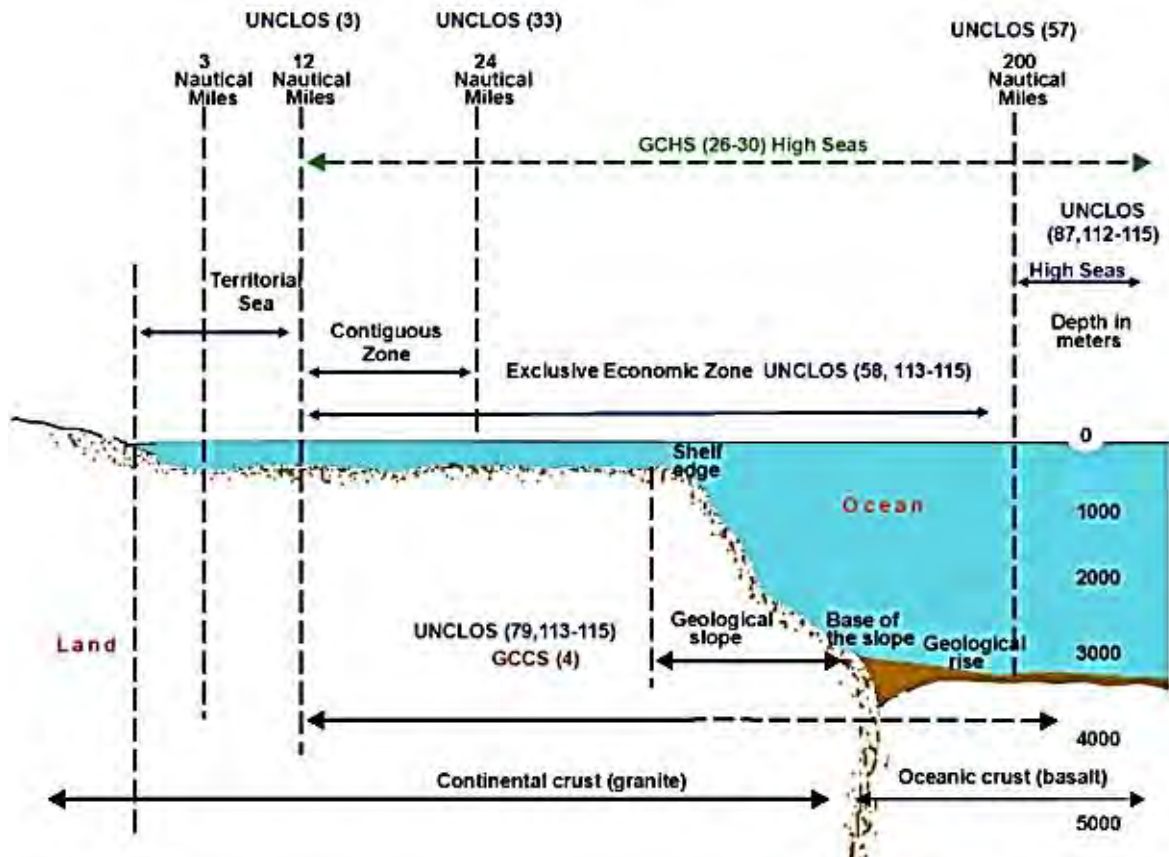 UNCLOS (3)
UNCLOS (33)
UNCLOS (57)
3
Nautical
Miles
12
Nautical
Miles
24
Nautical
Miles
200
Nautical
Miles
GCHS (26-30) High Seas
UNCLOS
(87,112-115)
High Seas
Territorial
Sea
Contiguous
Zone
Depth in
meters
Exclusive Economic Zone UNCLOS (58, 113-115)
0
Shelf
edge
Ocean
1000
2000
Land
UNCLOS (79,113-115)
GCCS (4)
Geological
slope
Base of
the slope
Geological
rise
3000
4000
Continental crust (granite)
Oceanic crust (basalt)
5000